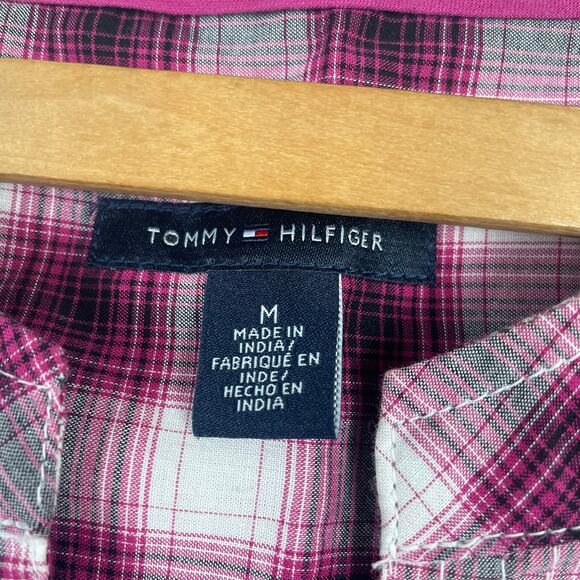 TOMMY HILFIGER
M
MADE IN
INDIA/
FABRIQUÉ EN
INDE/
HECHO EN
INDIA